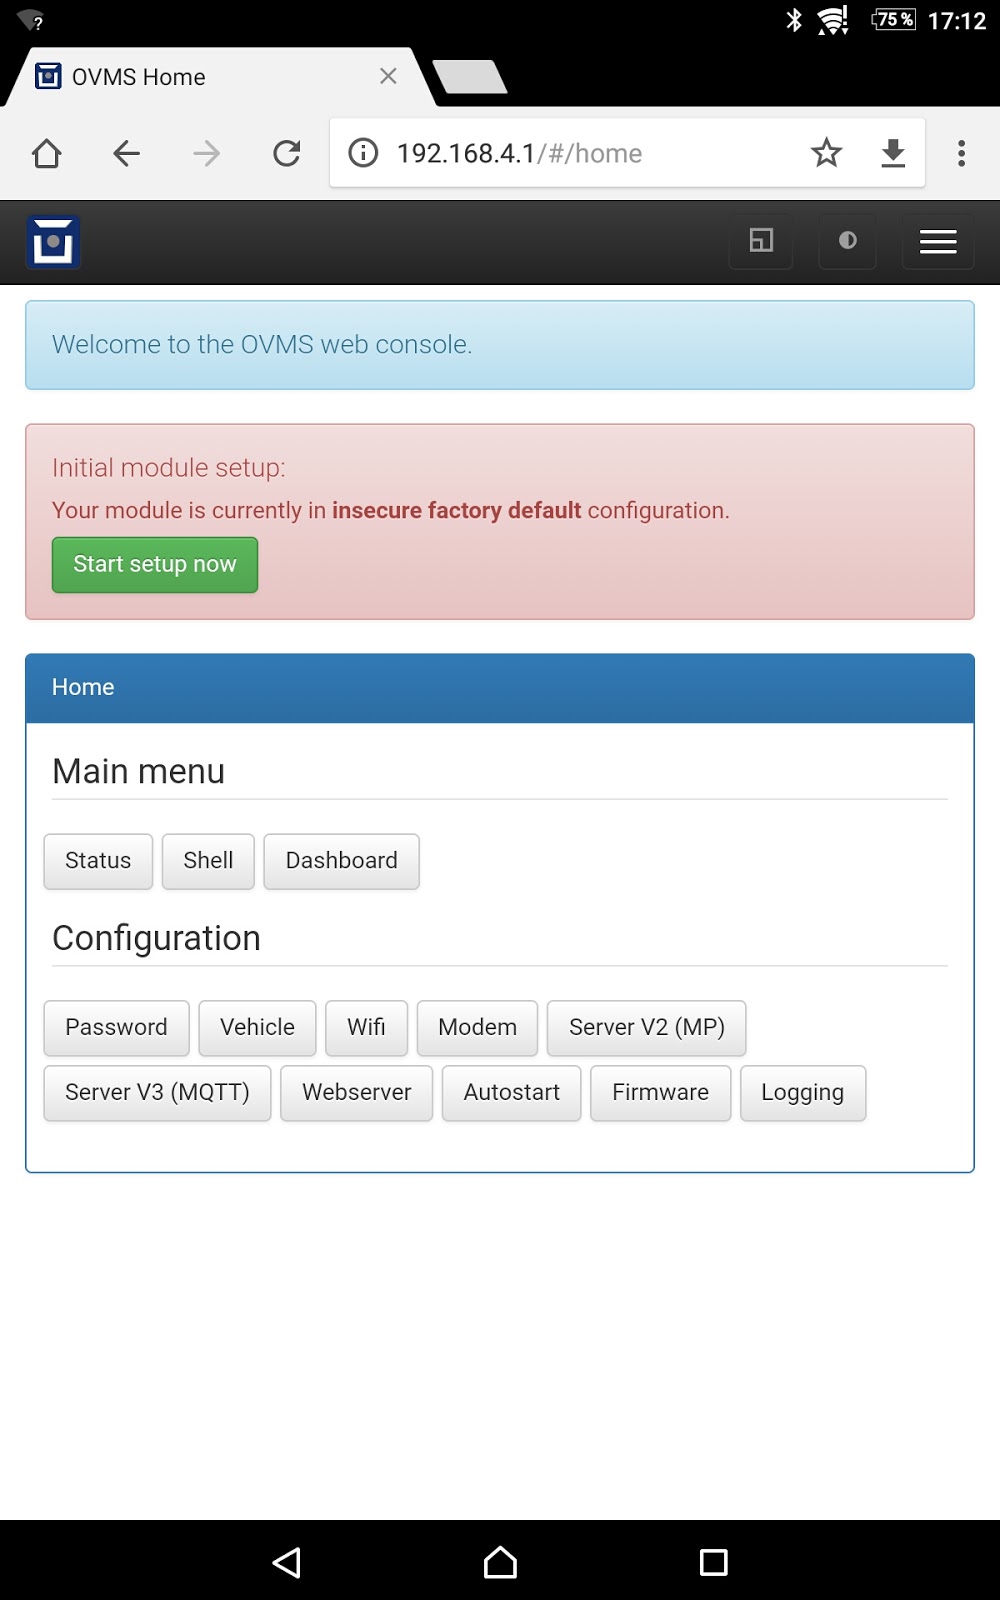 ?
75 %
17:12
OVMS Home
192.168.4.1/#/home
Welcome to the OVMS web console.
Initial module setup:
Your module is currently in insecure factory default configuration.
Start setup now
Home
Main menu
Status Shell Dashboard
Configuration
Password Vehicle Wifi Modem Server V2 (MP)
Server V3 (MQTT) Webserver Autostart Firmware Logging